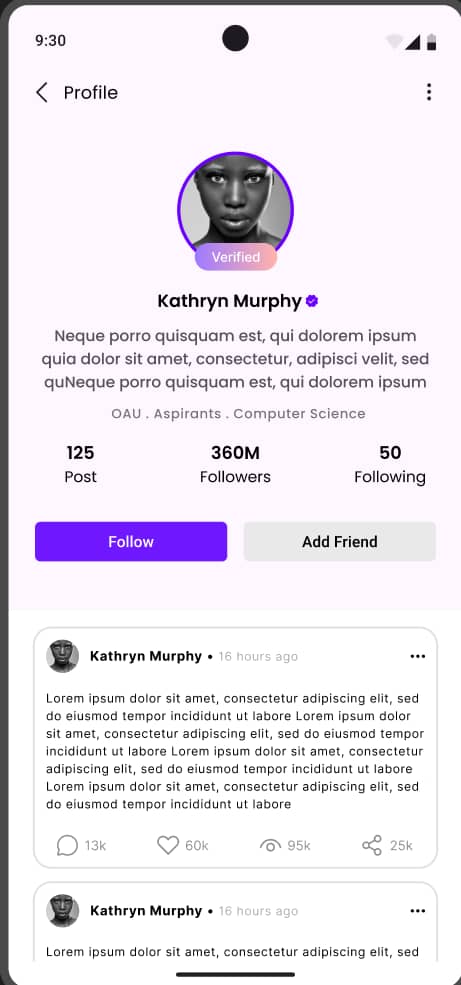 9:30
Profile
Verified
Kathryn Murphy
Neque porro quisquam est, qui dolorem ipsum
quia dolor sit amet, consectetur, adipisci velit, sed
quNeque porro quisquam est, qui dolorem ipsum
OAU . Aspirants . Computer Science
125 360M 50
Post Followers Following
Follow Add Friend
Kathryn Murphy • 16 hours ago
Lorem ipsum dolor sit amet, consectetur adipiscing elit, sed
do eiusmod tempor incididunt ut labore Lorem ipsum dolor
sit amet, consectetur adipiscing elit, sed do eiusmod tempor
incididunt ut labore Lorem ipsum dolor sit amet, consectetur
adipiscing elit, sed do eiusmod tempor incididunt ut labore
Lorem ipsum dolor sit amet, consectetur adipiscing elit, sed
do eiusmod tempor incididunt ut labore
13k 60k 95k 25k
Kathryn Murphy • 16 hours ago
Lorem ipsum dolor sit amet, consectetur adipiscing elit, sed